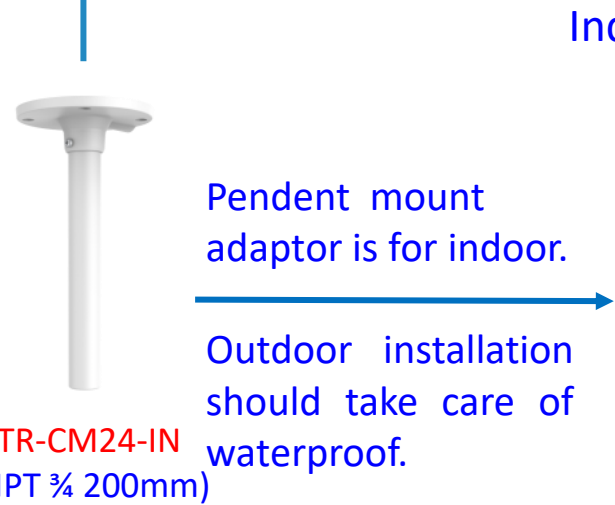 Pendent mount
adaptor is for indoor.
Outdoor installation
should take care of
waterproof.
TR-CM24-IN
¾ 200mm)